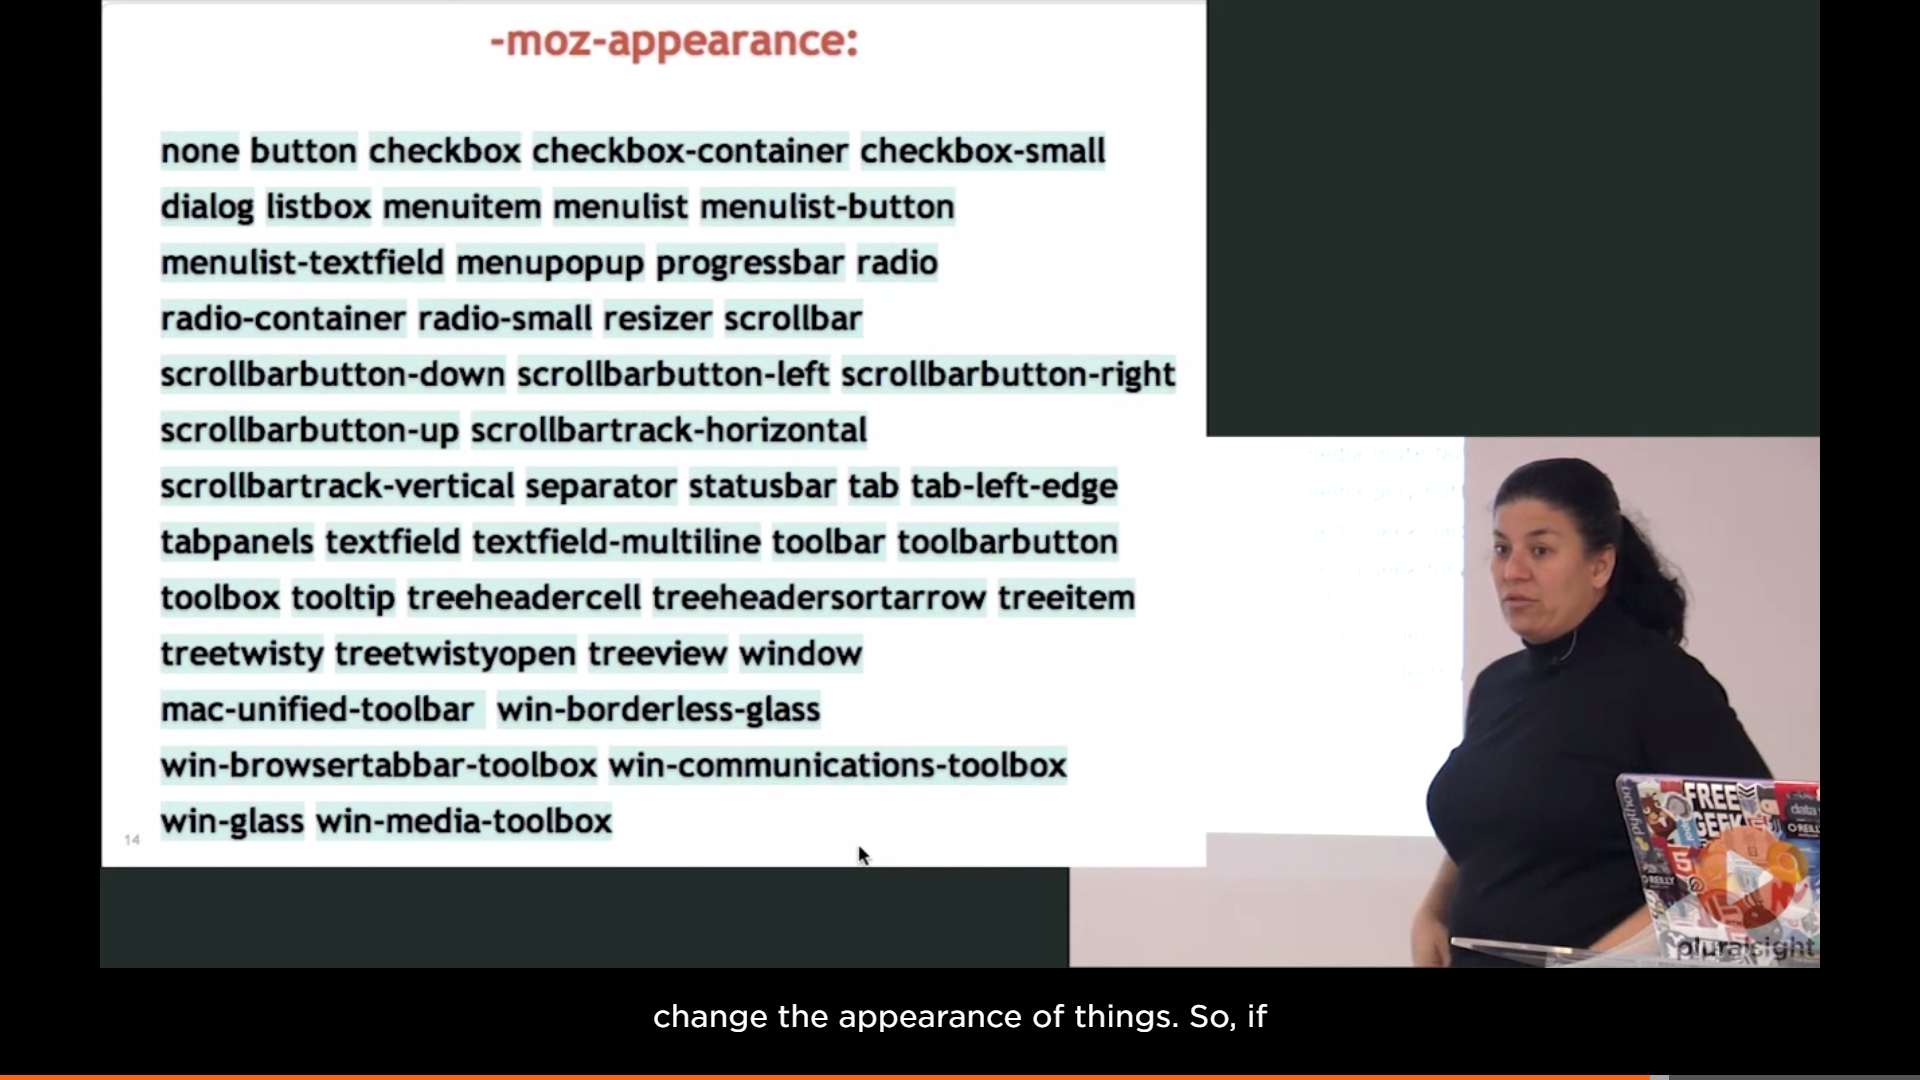 -moz-appearance:
none button checkbox checkbox-container checkbox-small
dialog listbox menuitem menulist menulist-button
menulist-textfield menupopup progressbar radio
radio-container radio-small resizer scrollbar
scrollbarbutton-down scrollbarbutton-left scrollbarbutton-right
scrollbarbutton-up scrollbartrack-horizontal
scrollbartrack-vertical separator statusbar tab tab-left-edge
tabpanels textfield textfield-multiline toolbar toolbarbutton
toolbox tooltip treeheadercell treeheadersortarrow treeitem
treetwisty treetwistyopen treeview window
mac-unified-toolbar win-borderless-glass
win-browsertabbar-toolbox win-communications-toolbox
win-glass win-media-toolbox
14
python
FREE
GEEK
data
O'REILLY
pluralsight
change the appearance of things. So, if